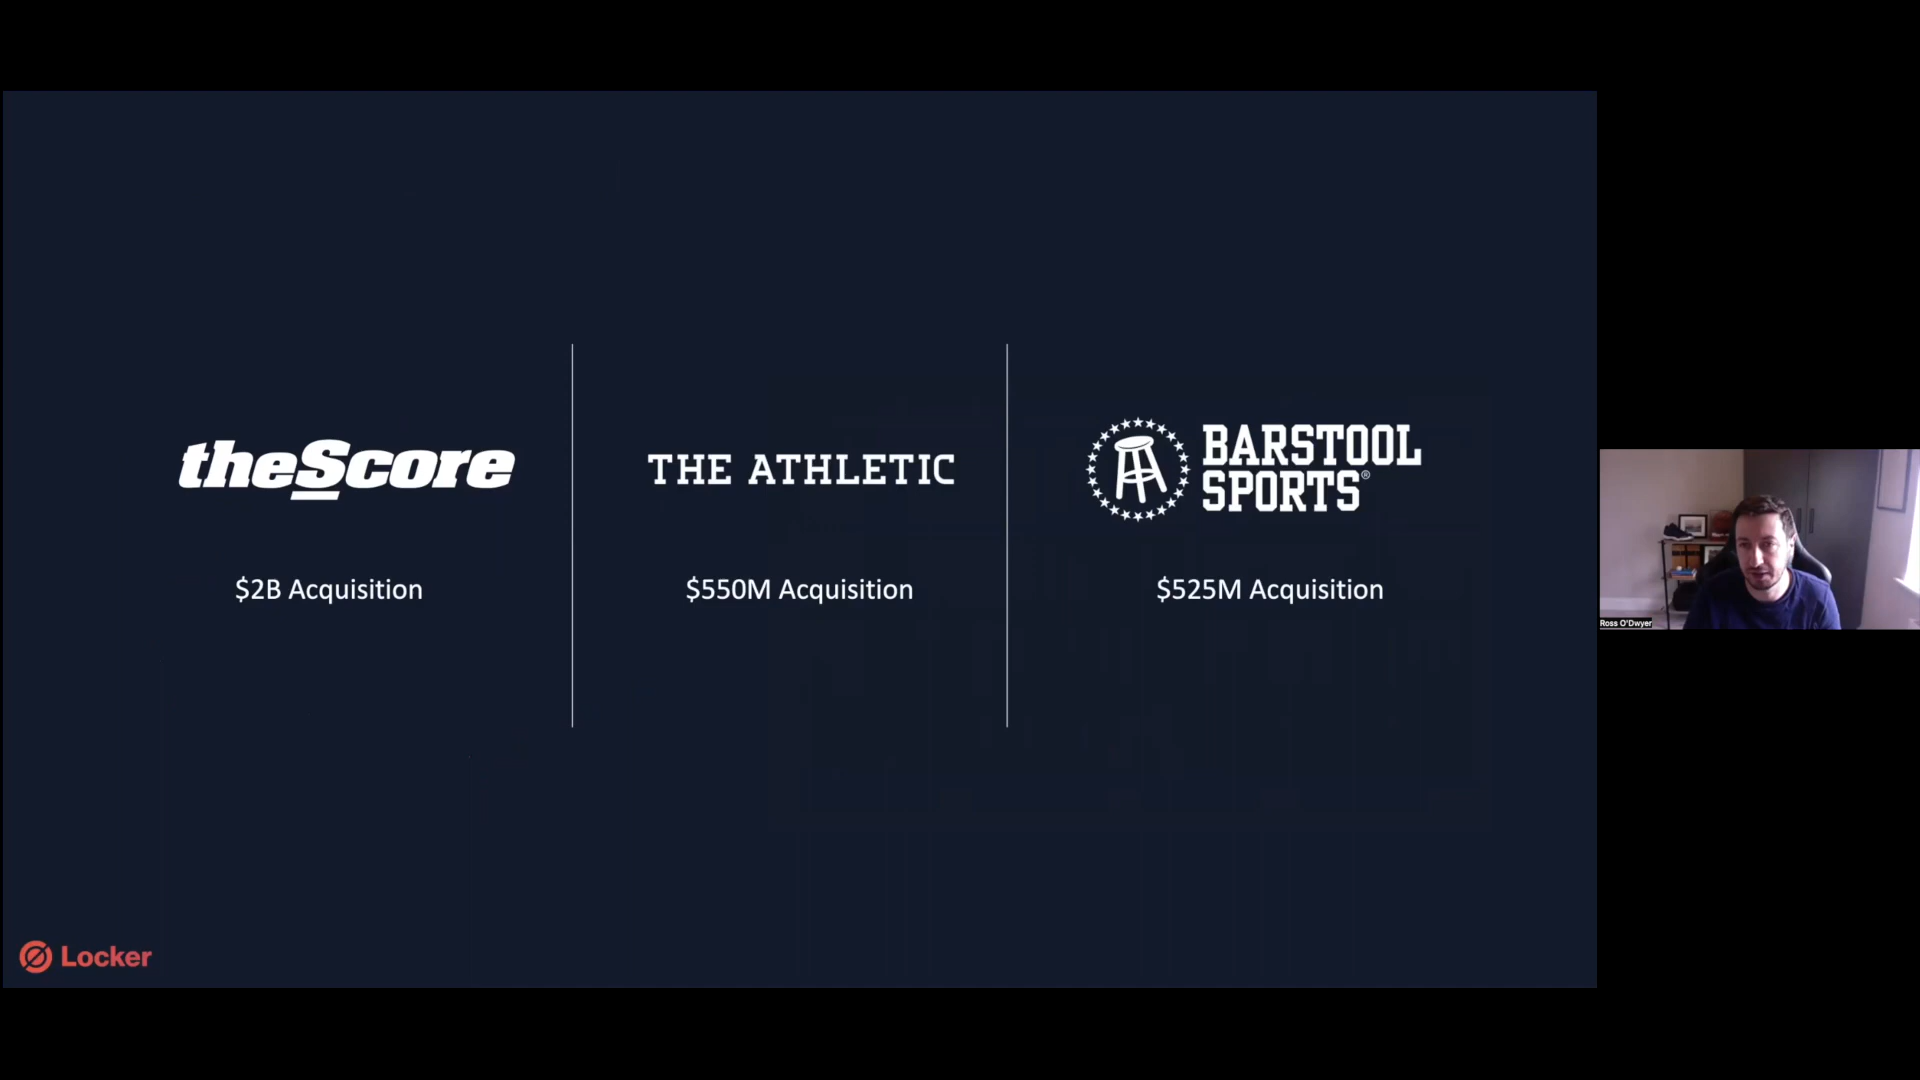 theScore
THE ATHLETIC
BARSTOOL
SPORTS®
$2B Acquisition
$550M Acquisition
$525M Acquisition
Ross O'Dwyer
Locker